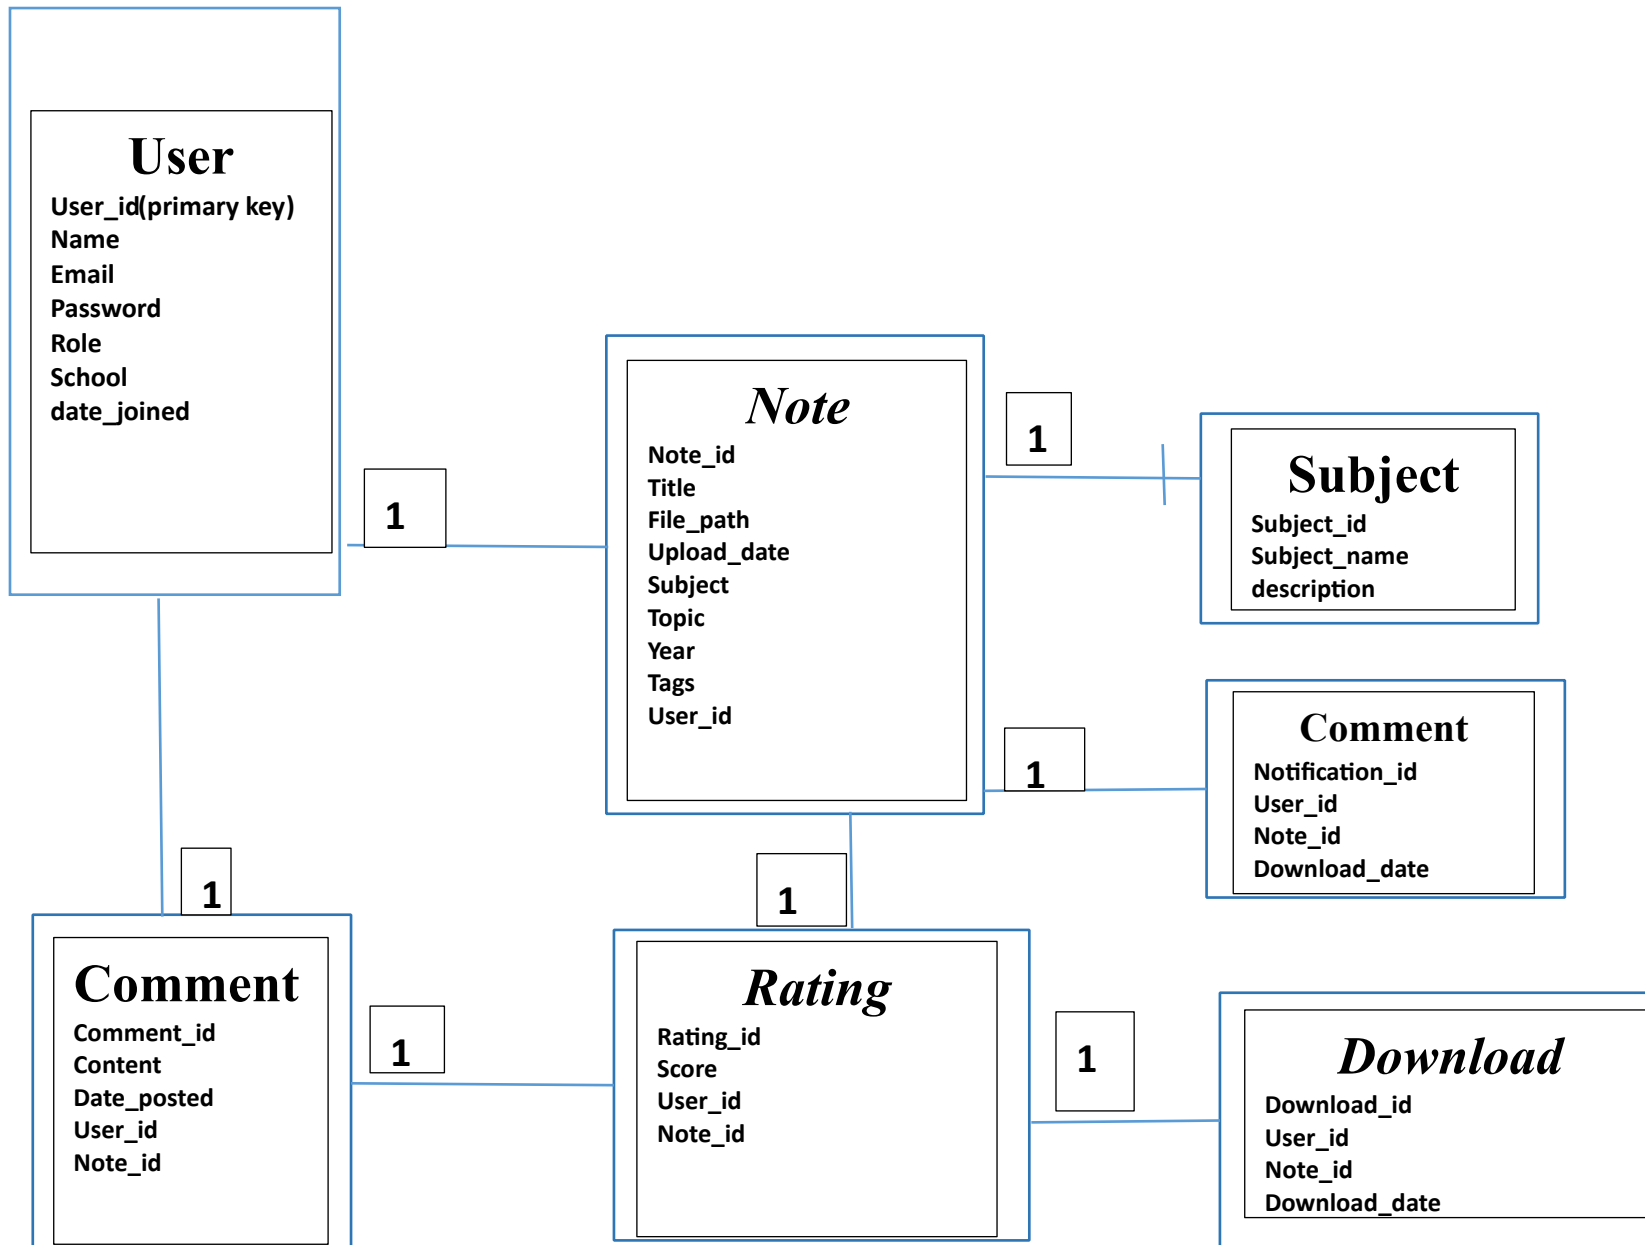 User
User_id(primary key)
Name
Email
Password
Role
School
date_joined
1
Note
Note_id
Title
File_path
Upload_date
Subject
Topic
Year
Tags
User_id
1
Subject
Subject_id
Subject_name
description
1
Comment
Notification_id
User_id
Note_id
Download_date
1
1
Comment
Comment_id
Content
Date_posted
User_id
Note_id
1
Rating
Rating_id
Score
User_id
Note_id
1
Download
Download_id
User_id
Note_id
Download_date